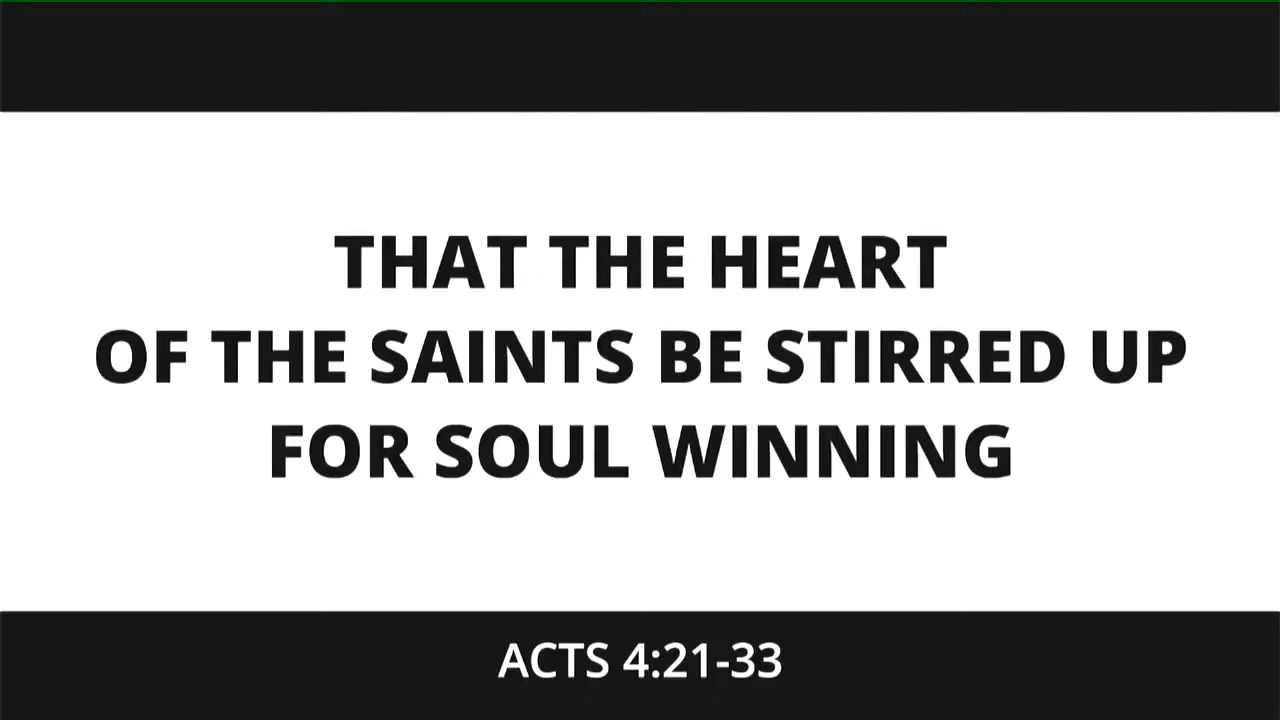 THAT THE HEART
OF THE SAINTS BE STIRRED UP
FOR SOUL WINNING
ACTS 4:21-33